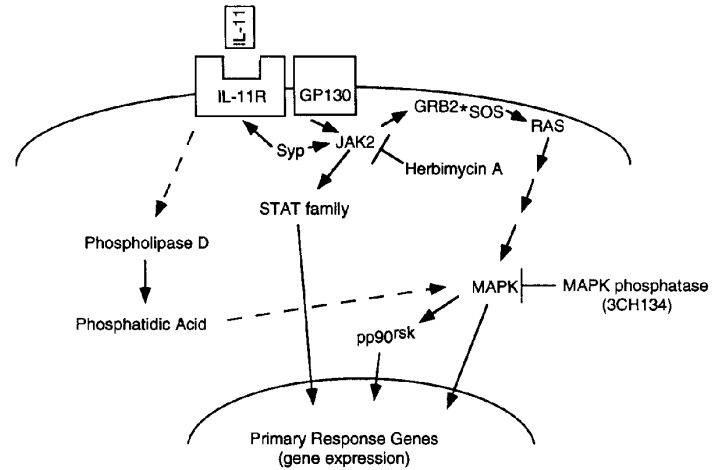 IL-11
IL-11R
GP130
GRB2*SOS
RAS
Syp
JAK2
Herbimycin A
STAT family
Phospholipase D
MAPK
MAPK phosphatase
(3CH134)
Phosphatidic Acid
pp90rsk
Primary Response Genes
(gene expression)